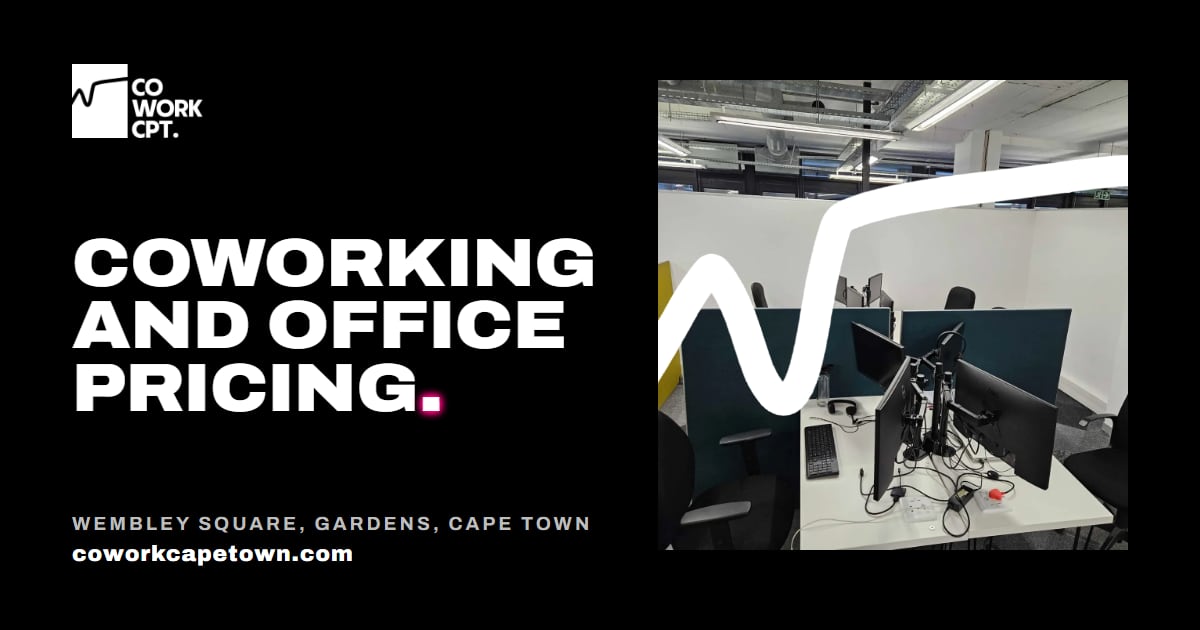 CO
WORK
CPT.
COWORKING
AND OFFICE
PRICING.
WEMBLEY SQUARE, GARDENS, CAPE TOWN
coworkcapetown.com